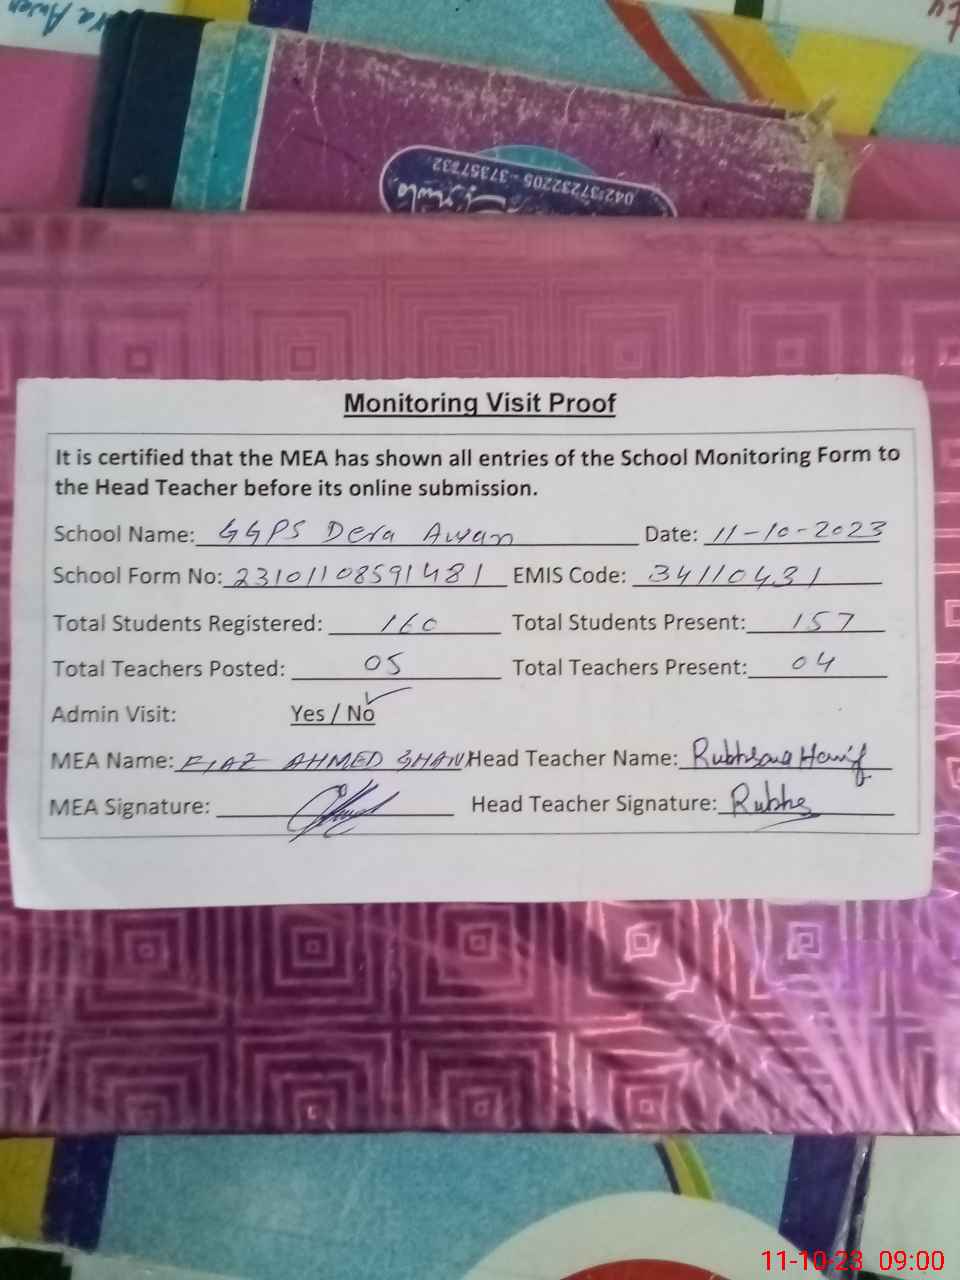 042-37232205 - 37357832
Monitoring Visit Proof
It is certified that the MEA has shown all entries of the School Monitoring Form to
the Head Teacher before its online submission.
School Name: GGPS Dera Awan Date: 11-10-2023
School Form No: 23101108591481 EMIS Code: 34110431
Total Students Registered: 160 Total Students Present: 157
Total Teachers Posted: 05 Total Teachers Present: 04
Admin Visit: Yes / No
MEA Name: FIAZ AHMED Head Teacher Name: Rukhsana Hanif
MEA Signature: Head Teacher Signature:
11-10-23 09:00